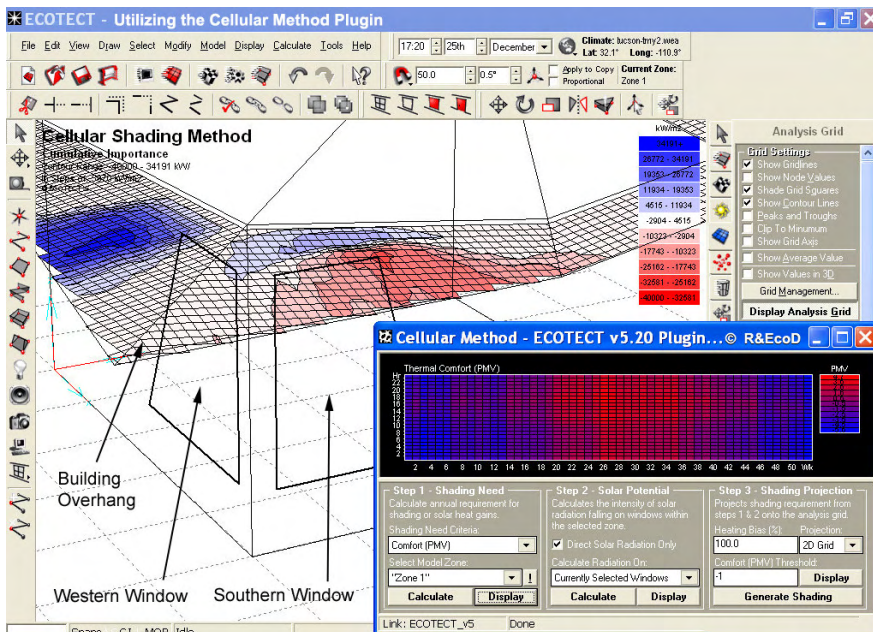 ECOTECT - Utilizing the Cellular Method Plugin
File Edit View Draw Select Modify Model Display Calculate Tools Help
17:20 25th December
Climate: tucson-tmy2.wea
Lat: 32.1° Long: -110.9°
50.0 0.5°
Apply to Copy
Proportional
Current Zone:
Zone 1
Cellular Shading Method
Cumulative Importance
Contour Range
- 34191 kW/
kW/m2
26772 - 34191
19353 - 26772
11934 - 19353
4515 - 11934
-2904 - 4515
-10323 - -2904
-17743 - -10323
-25162 - -17743
-32581 - -25162
-40000 - -32581
Analysis Grid
Grid Settings
Show Gridlines
Show Node Values
Shade Grid Squares
Show Contour Lines
Peaks and Troughs
Clip To Minumum
Show Grid Axis
Show Average Value
Show Values in 3D
Grid Management...
Display Analysis Grid
Building
Overhang
Western Window
Southern Window
Cellular Method - ECOTECT v5.20 Plugin...© R&EcoD
Thermal Comfort (PMV)
PMV
Hr
22
20
18
16
14
12
10
8
6
4
2
2 4 6 8 10 12 14 16 18 20 22 24 26 28 30 32 34 36 38 40 42 44 46 48 50 Wk
Step 1 - Shading Need
Calculate annual requirement for
shading or solar heat gains.
Shading Need Criteria:
Comfort (PMV)
Select Model Zone:
"Zone 1" !
Calculate Display
Step 2 - Solar Potential
Calculates the intensity of solar
radiation falling on windows within
the selected zone.
Direct Solar Radiation Only
Calculate Radiation On:
Currently Selected Windows
Calculate Display
Step 3 - Shading Projection
Projects shading requirement from
steps 1 & 2 onto the analysis grid.
Heating Bias (%): Projection:
100.0 2D Grid
Comfort (PMV) Threshold:
-1 Display
Generate Shading
Link: ECOTECT_v5 Done
Idle